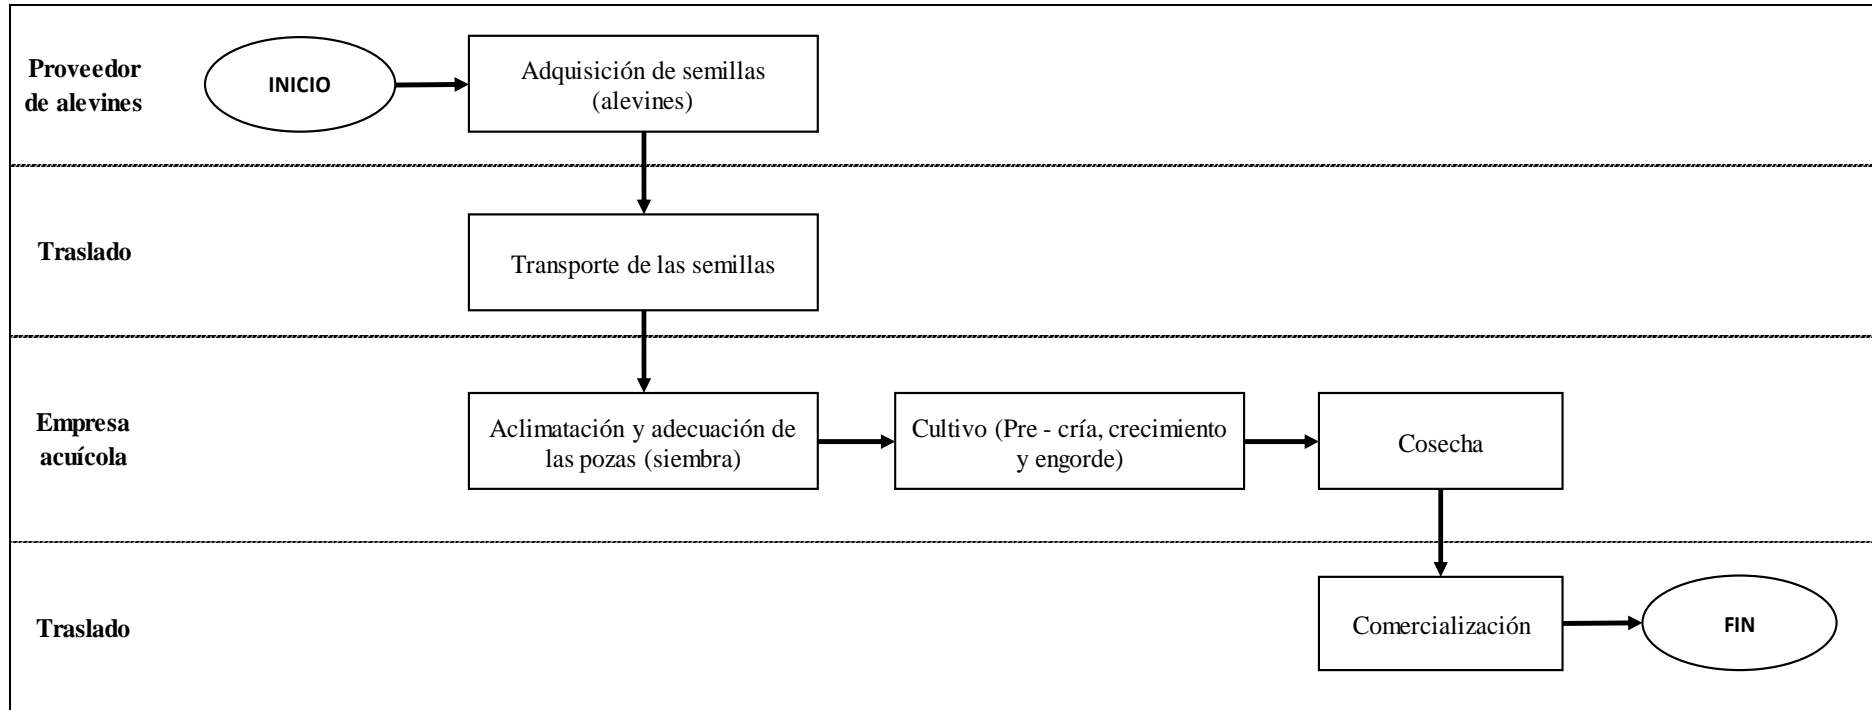 Proveedor
de alevines
INICIO
Adquisición de semillas
(alevines)
Traslado
Transporte de las semillas
Empresa
acuícola
Aclimatación y adecuación de
las pozas (siembra)
Cultivo (Pre - cría, crecimiento
y engorde)
Cosecha
Traslado
Comercialización
FIN